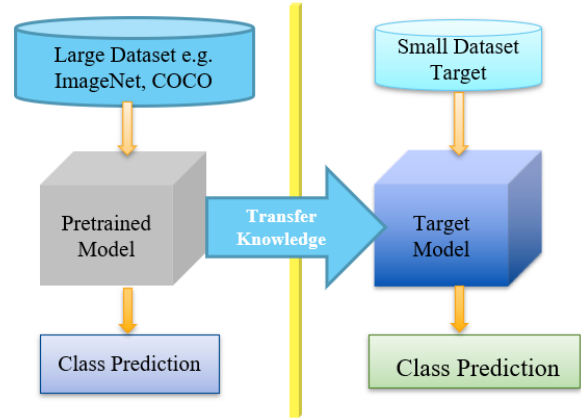 Large Dataset e.g.
ImageNet, COCO
Small Dataset
Target
Pretrained
Model
Transfer
Knowledge
Target
Model
Class Prediction
Class Prediction